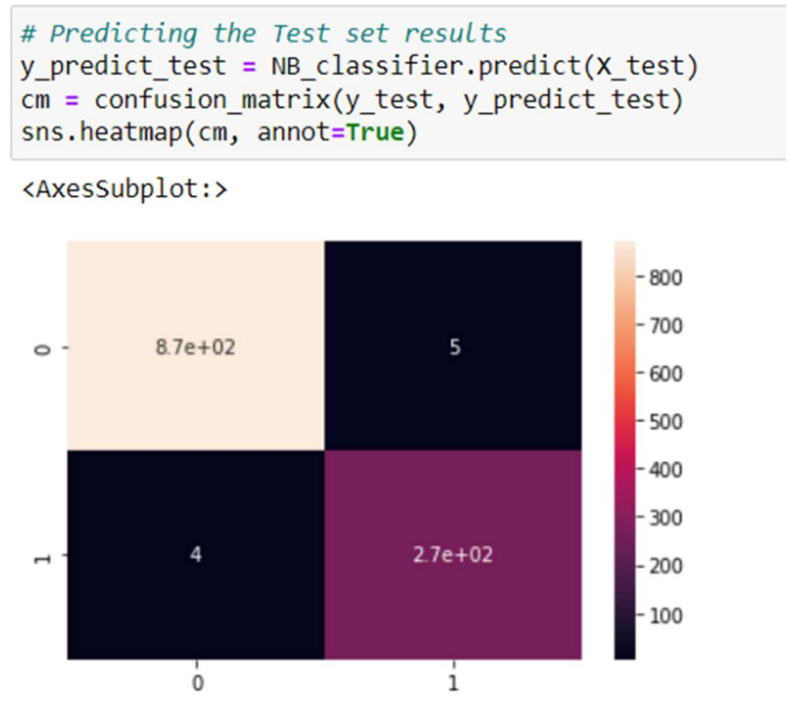 # Predicting the Test set results
y_predict_test = NB_classifier.predict(X_test)
cm = confusion_matrix(y_test, y_predict_test)
sns.heatmap(cm, annot=True)
<AxesSubplot:>
0
8.7e+02
5
1
4
2.7e+02
0
1
800
700
600
500
400
300
200
100